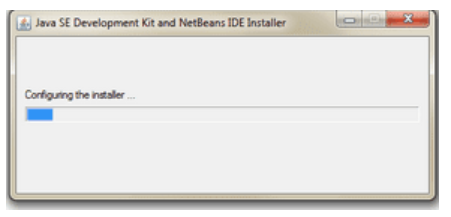 Java SE Development Kit and NetBeans IDE Installer
Configuring the installer ...